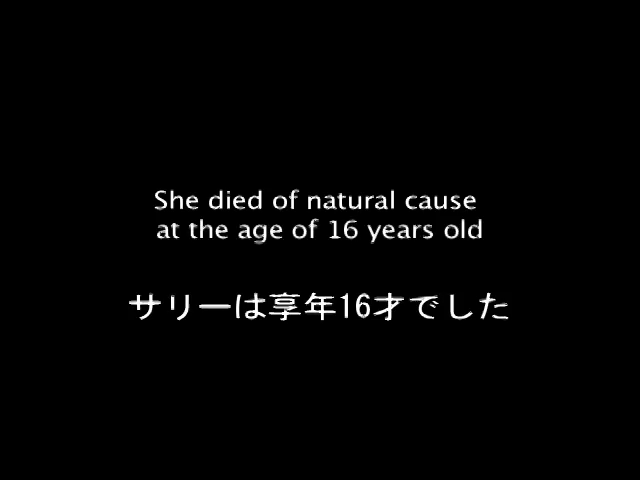 She died of natural cause
at the age of 16 years old
サリーは享年16才でした